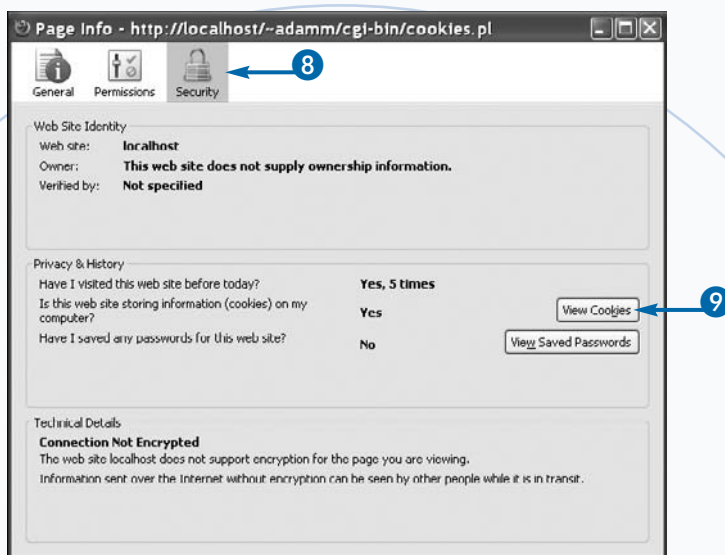 Page Info - http://localhost/~adamm/cgi-bin/cookies.pl
8
General Permissions Security
Web Site Identity
Web site: localhost
Owner: This web site does not supply ownership information.
Verified by: Not specified
Privacy & History
Have I visited this web site before today? Yes, 5 times
Is this web site storing information (cookies) on my
computer? Yes View Cookies 9
Have I saved any passwords for this web site? No View Saved Passwords
Technical Details
Connection Not Encrypted
The web site localhost does not support encryption for the page you are viewing.
Information sent over the Internet without encryption can be seen by other people while it is in transit.